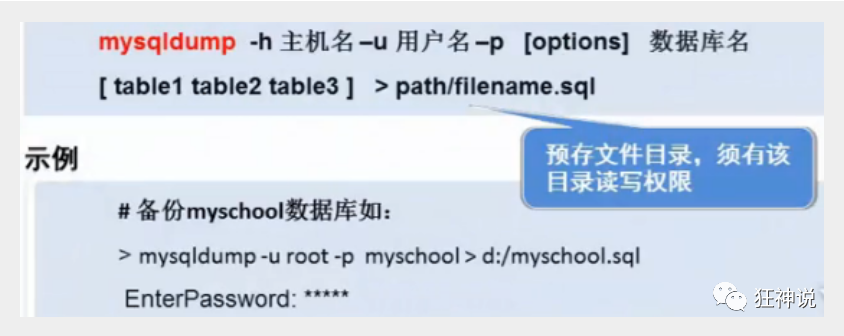 mysqldump -h 主机名 –u 用户名 –p [options] 数据库名
[ table1 table2 table3 ] > path/filename.sql
预存文件目录，须有该
目录读写权限
示例
# 备份myschool数据库如：
> mysqldump -u root -p myschool > d:/myschool.sql
EnterPassword: *****
狂神说